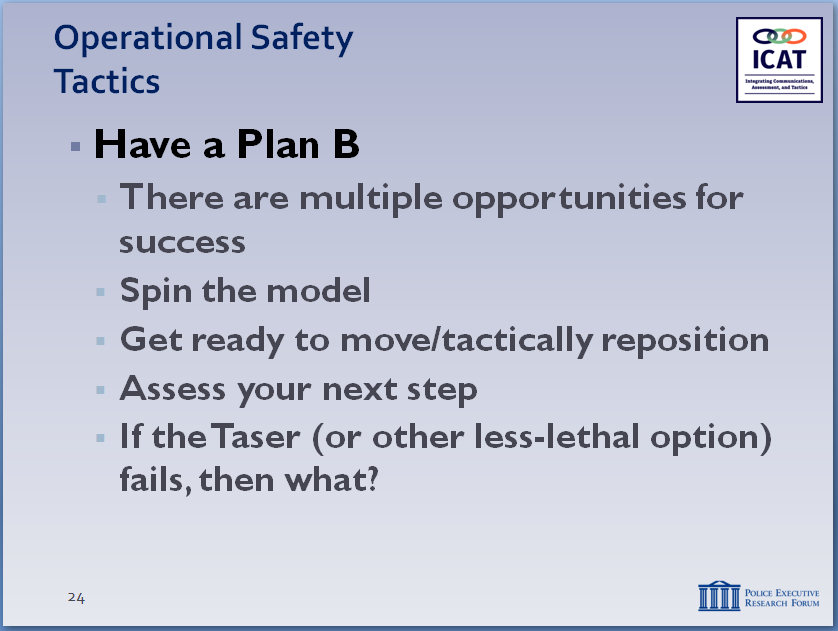 Operational Safety
Tactics
ICAT
Integrating Communications,
Assessment, and Tactics
Have a Plan B
There are multiple opportunities for
success
Spin the model
Get ready to move/tactically reposition
Assess your next step
If the Taser (or other less-lethal option)
fails, then what?
24
POLICE EXECUTIVE
RESEARCH FORUM